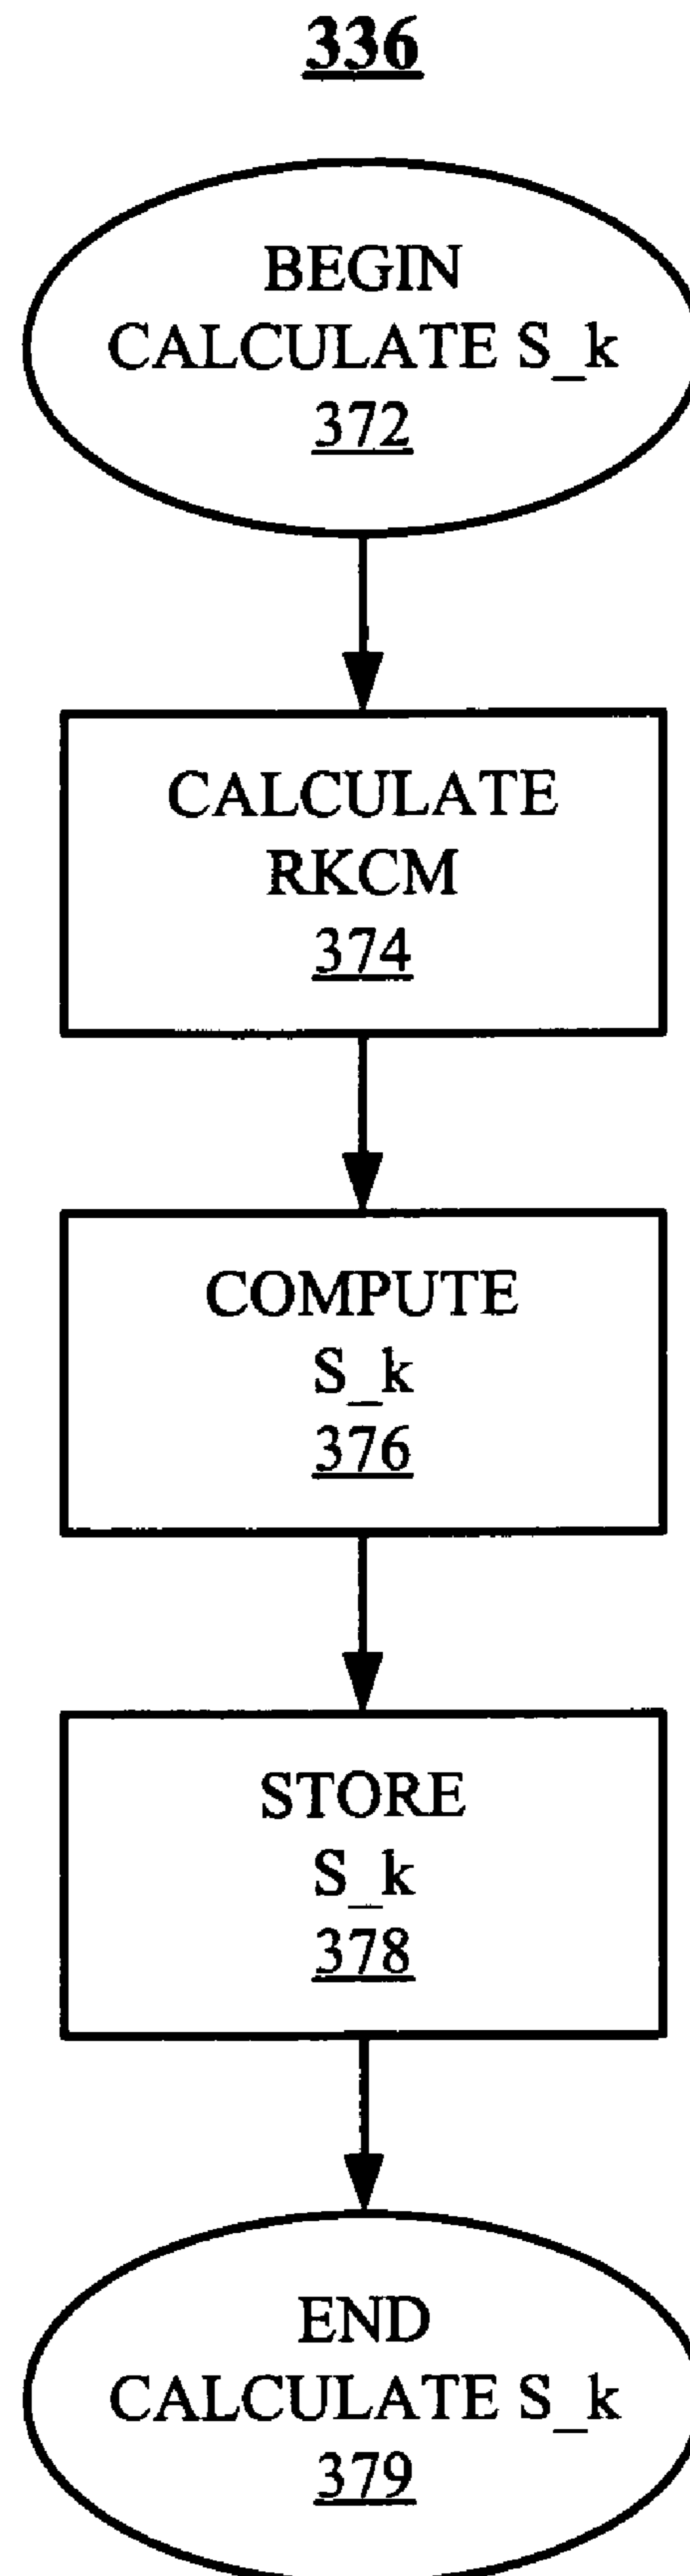 336
BEGIN
CALCULATE S_k
372
CALCULATE
RKCM
374
COMPUTE
S_k
376
STORE
S_k
378
END
CALCULATE S_k
379